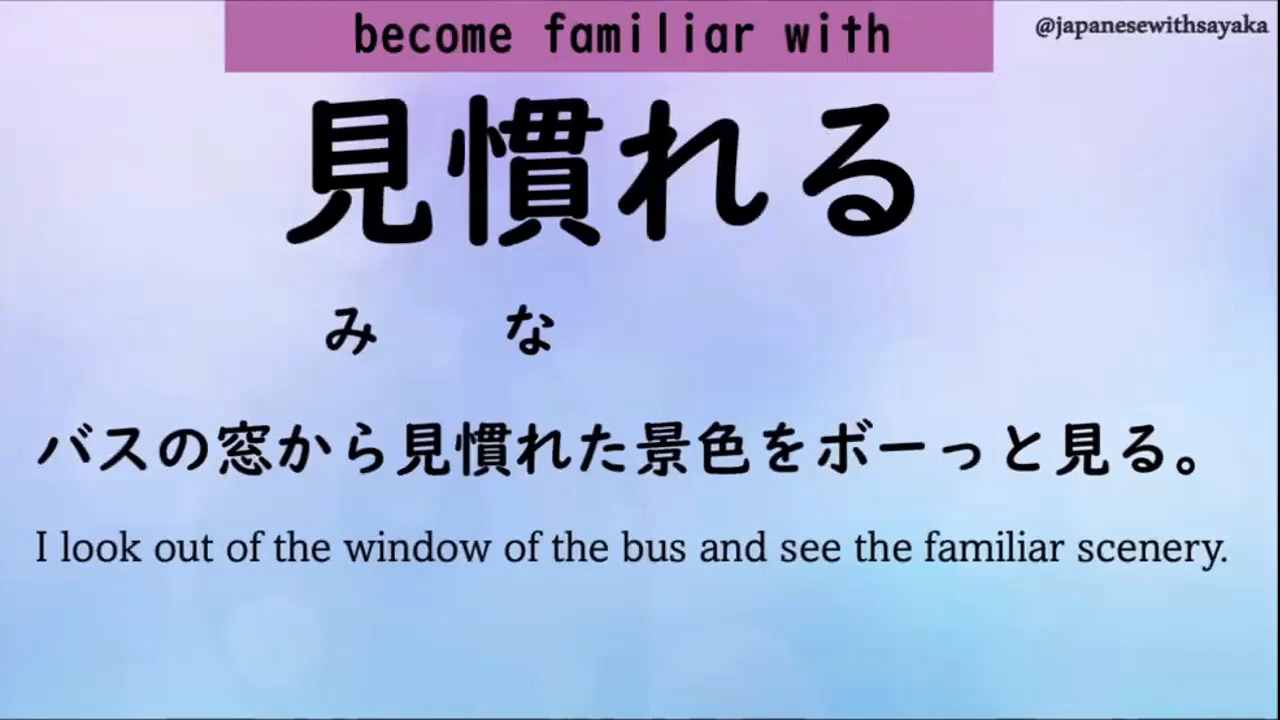 become familiar with
@japanesewithsayaka
見慣れる
み な
バスの窓から見慣れた景色をボーっと見る。
I look out of the window of the bus and see the familiar scenery.